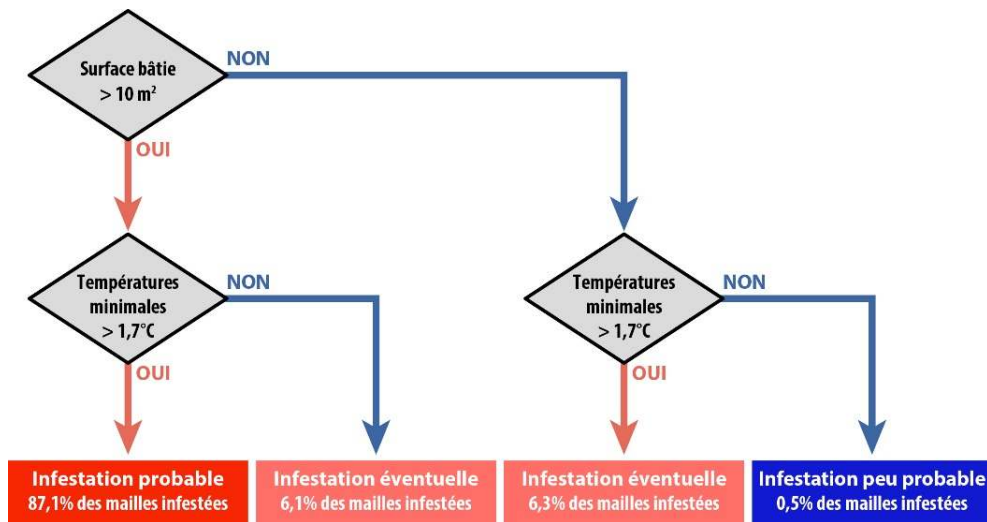 Surface bâtie
> 10 m²
NON
OUI
Températures
minimales
> 1,7°C
NON
OUI
Températures
minimales
> 1,7°C
NON
OUI
Infestation probable
87,1% des mailles infestées
Infestation éventuelle
6,1% des mailles infestées
Infestation éventuelle
6,3% des mailles infestées
Infestation peu probable
0,5% des mailles infestées